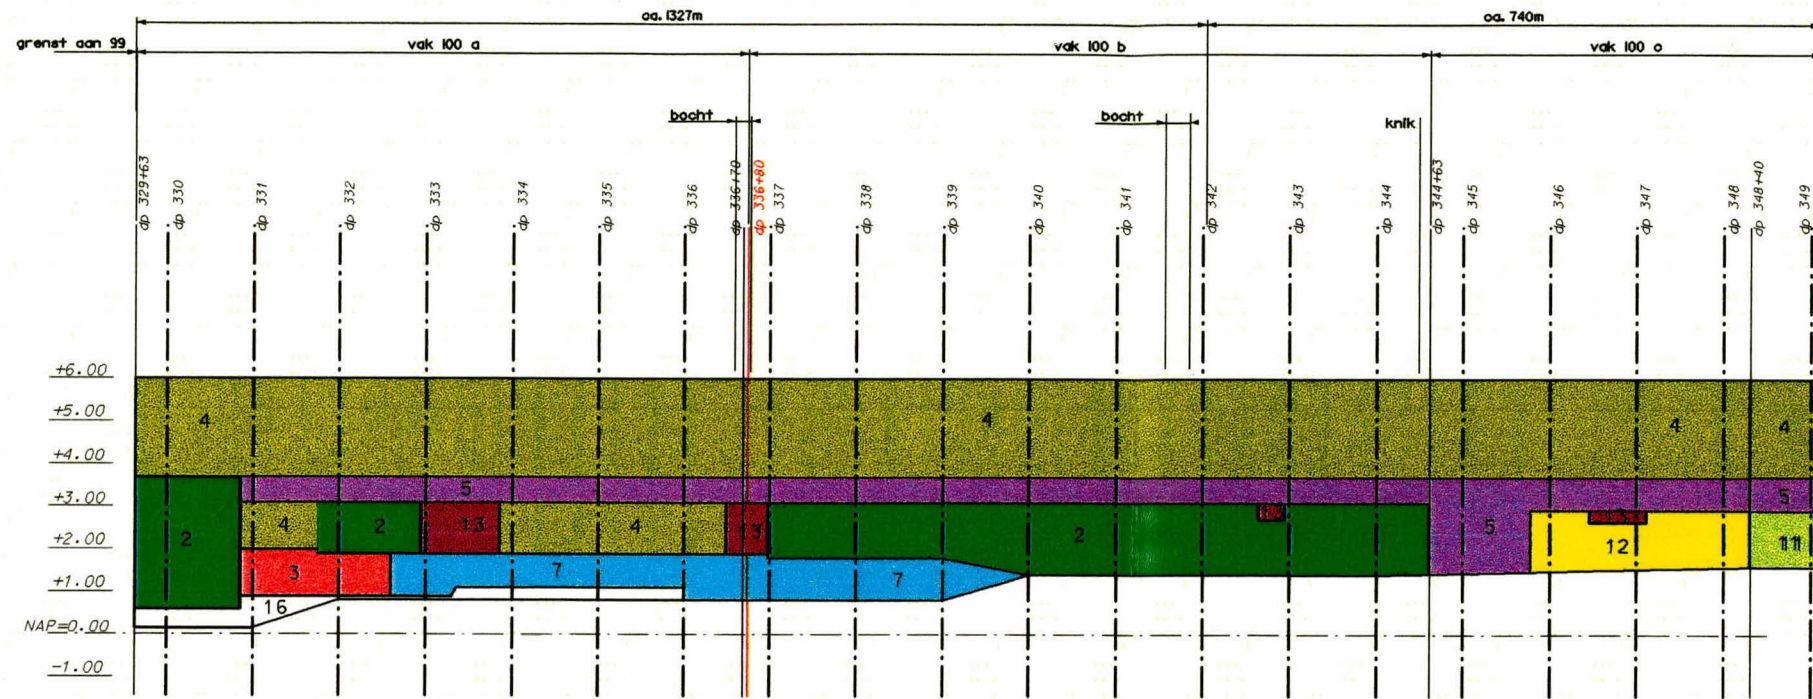 ca. 1327m
ca. 740m
grenst aan 99
vak 100 a
vak 100 b
vak 100 c
bocht
bocht
knik
dp 329+63
dp 330
dp 331
dp 332
dp 333
dp 334
dp 335
dp 336
dp 336+70
dp 336+80
dp 337
dp 338
dp 339
dp 340
dp 341
dp 342
dp 343
dp 344
dp 344+63
dp 345
dp 346
dp 347
dp 348
dp 348+40
dp 349
+6.00
+5.00
4
4
4
4
+4.00
+3.00
5
5
2
4
2
13
4
13
2
13
5
13
12
11
+2.00
3
7
7
+1.00
16
NAP=0.00
-1.00